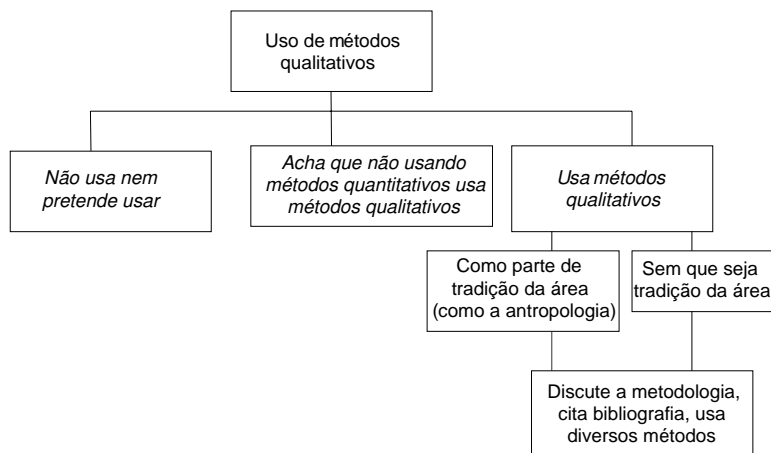 Uso de métodos
qualitativos
Não usa nem
pretende usar
Acha que não usando
métodos quantitativos usa
métodos qualitativos
Usa métodos
qualitativos
Como parte de
tradição da área
(como a antropologia)
Sem que seja
tradição da área
Discute a metodologia,
cita bibliografia, usa
diversos métodos